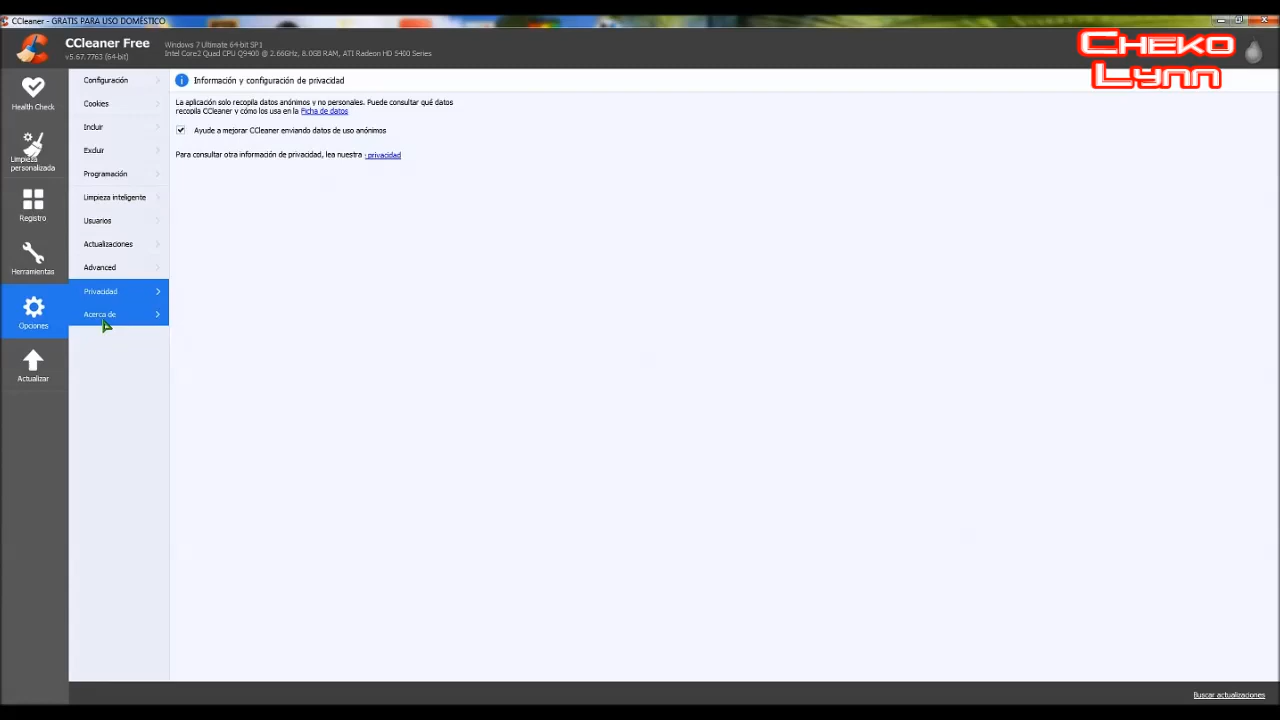 CCleaner - GRATIS PARA USO DOMÉSTICO
CCleaner Free
v5.67.7763 (64-bit)
Windows 7 Ultimate 64-bit SP1
Intel Core2 Quad CPU Q9400 @ 2.66GHz, 8.0GB RAM, ATI Radeon HD 5400 Series
CHEKO
LYNN
Health Check
Limpieza
personalizada
Registro
Herramientas
Opciones
Actualizar
Configuración
Cookies
Incluir
Excluir
Programación
Limpieza inteligente
Usuarios
Actualizaciones
Advanced
Privacidad
Acerca de
Información y configuración de privacidad
La aplicación solo recopila datos anónimos y no personales. Puede consultar qué datos
recopila CCleaner y cómo los usa en la Ficha de datos
Ayude a mejorar CCleaner enviando datos de uso anónimos
Para consultar otra información de privacidad, lea nuestra privacidad
Buscar actualizaciones